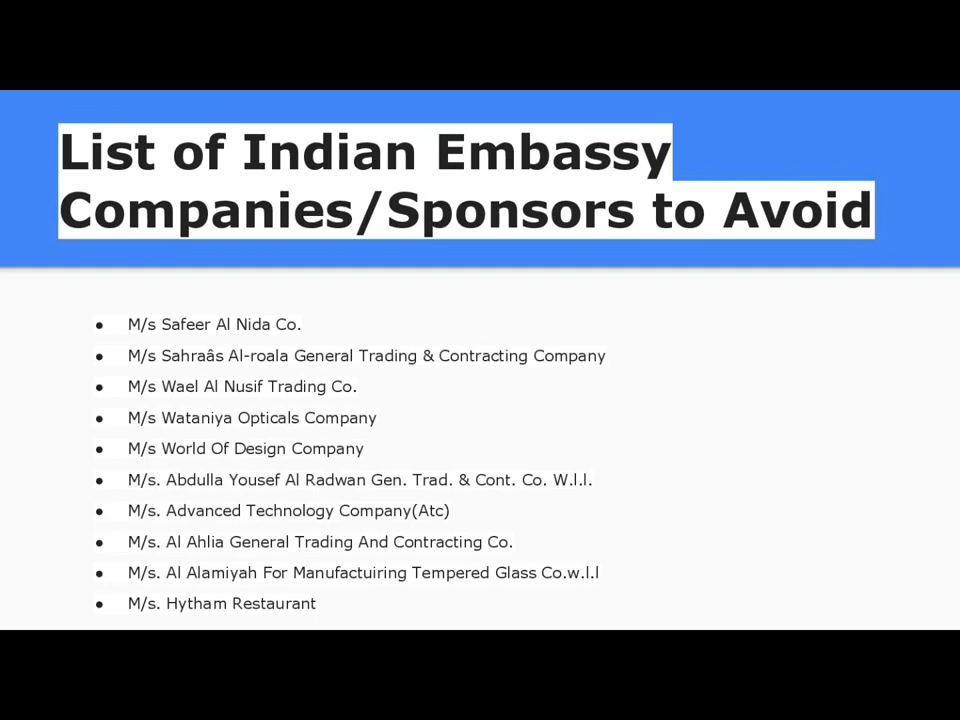 List of Indian Embassy
Companies/Sponsors to Avoid
● M/s Safeer Al Nida Co.
● M/s Sahraâs Al-roala General Trading & Contracting Company
● M/s Wael Al Nusif Trading Co.
● M/s Wataniya Opticals Company
● M/s World Of Design Company
● M/s. Abdulla Yousef Al Radwan Gen. Trad. & Cont. Co. W.l.l.
● M/s. Advanced Technology Company(Atc)
● M/s. Al Ahlia General Trading And Contracting Co.
● M/s. Al Alamiyah For Manufactuiring Tempered Glass Co.w.l.l
● M/s. Hytham Restaurant